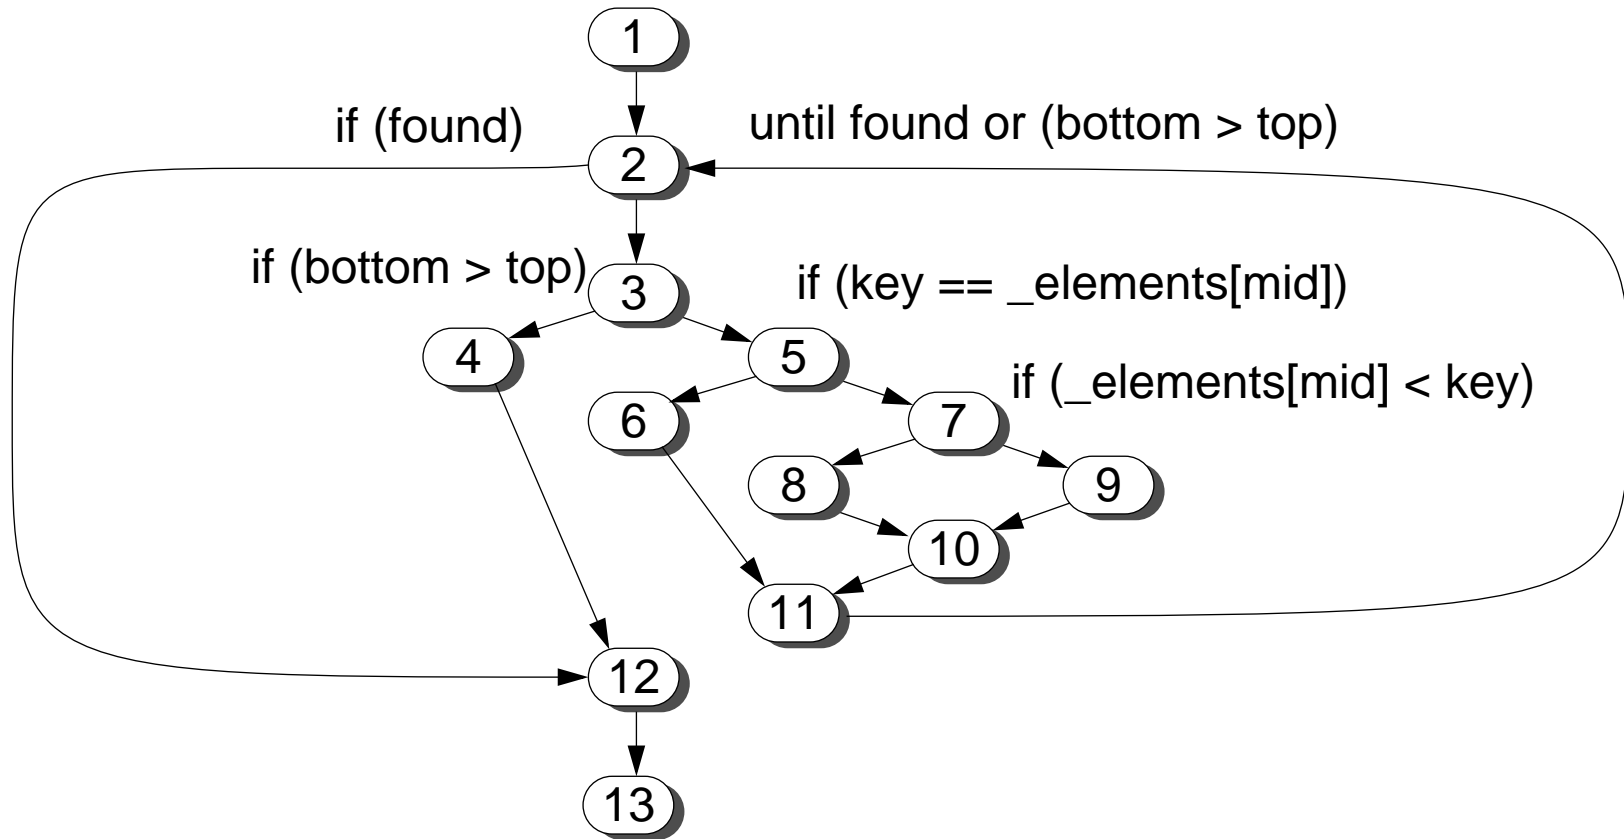 1
if (found)
until found or (bottom > top)
2
if (bottom > top)
3
if (key == _elements[mid])
4
5
if (_elements[mid] < key)
6
7
8
9
10
11
12
13